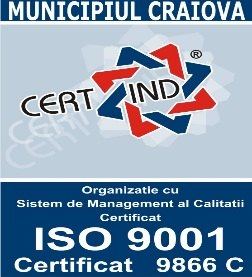 MUNICIPIUL CRAIOVA
CERT IND ®
Organizatie cu
Sistem de Management al Calitatii
Certificat
ISO 9001
Certificat 9866 C